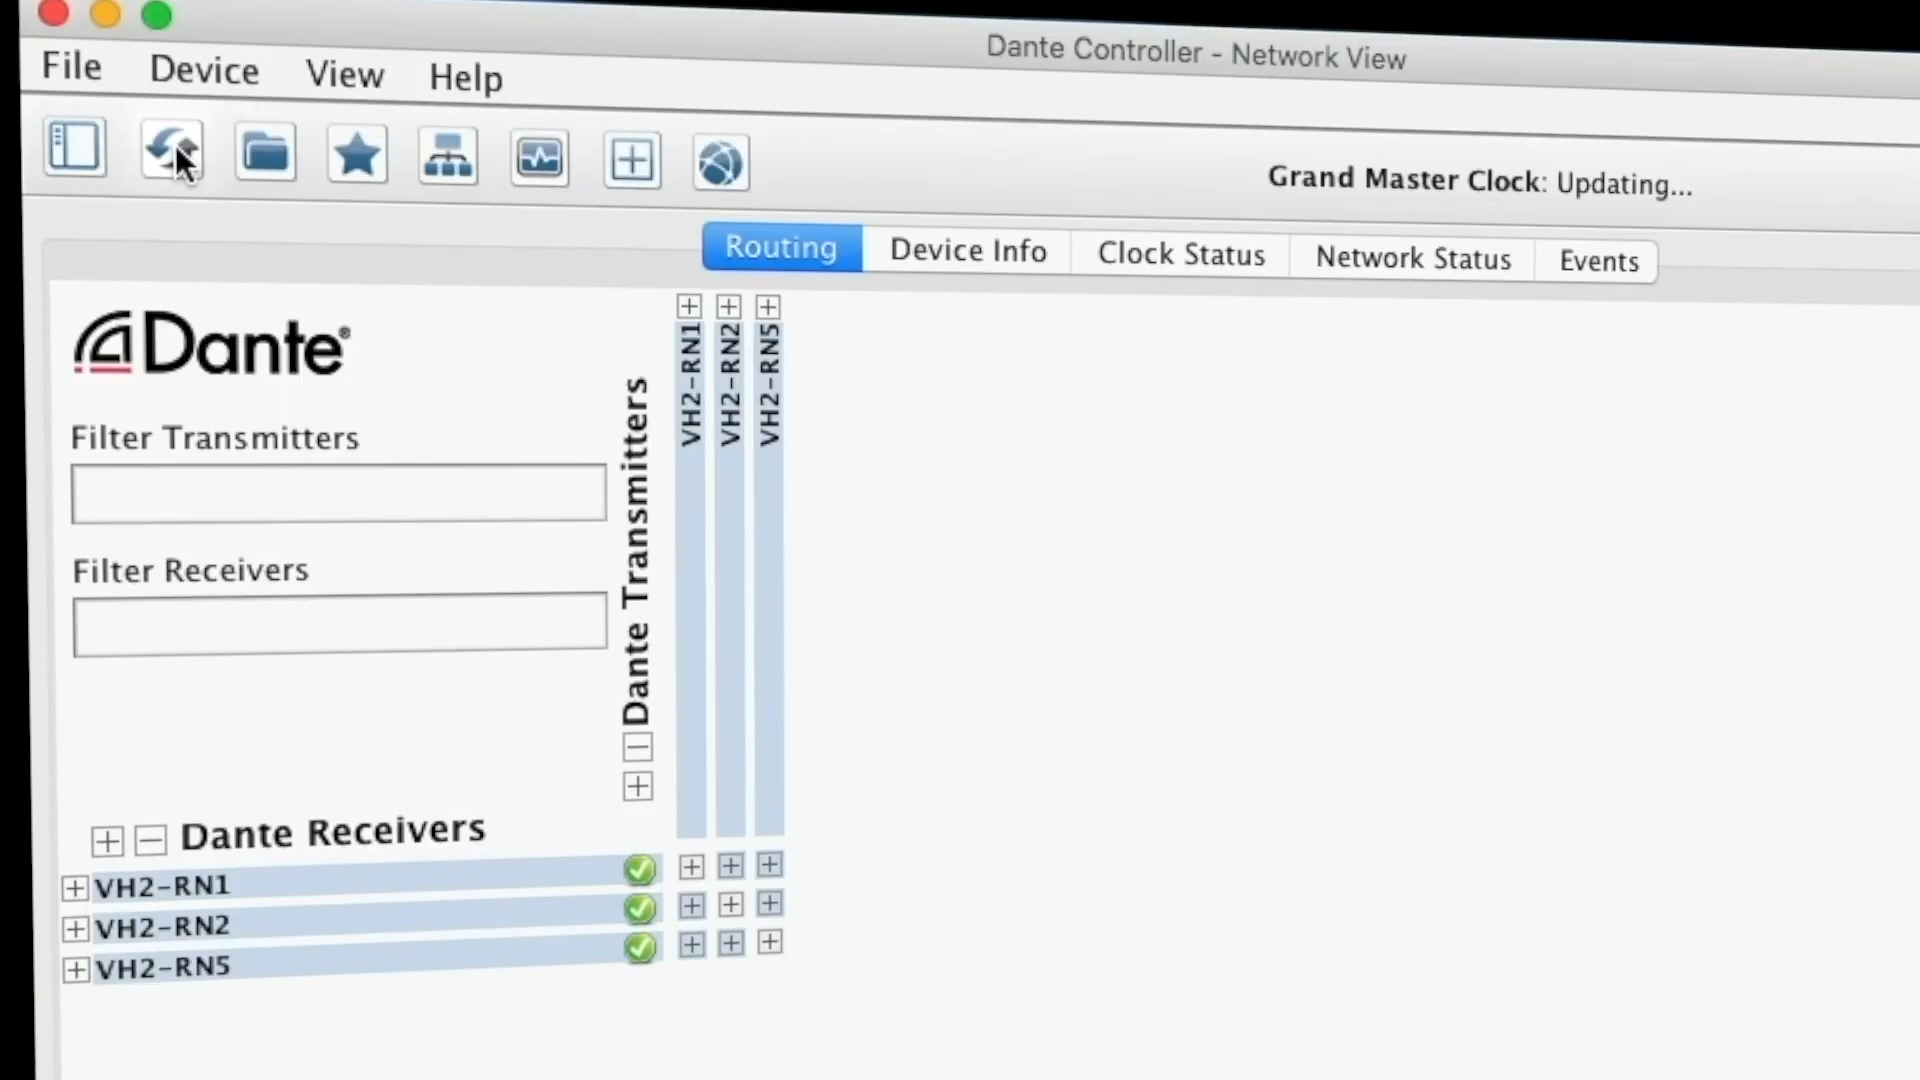 Dante Controller - Network View
File Device View Help
Grand Master Clock: Updating...
Routing Device Info Clock Status Network Status Events
Dante®
Filter Transmitters
Filter Receivers
Dante Transmitters
VH2-RN1
VH2-RN2
VH2-RN5
Dante Receivers
VH2-RN1
VH2-RN2
VH2-RN5